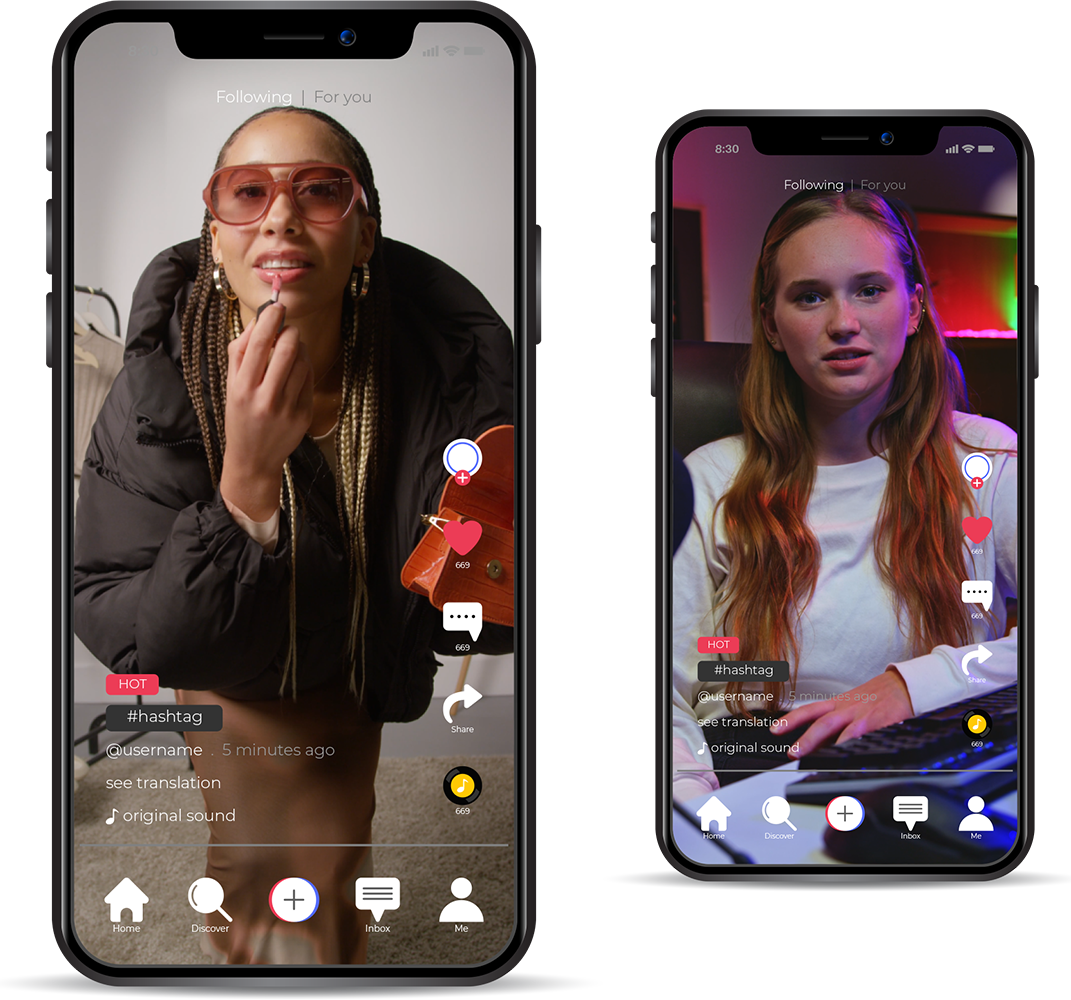 Following | For you
HOT
#hashtag
@username . 5 minutes ago
see translation
original sound
669
669
Share
669
Home
Discover
Inbox
Me
8:30
Following | For you
HOT
#hashtag
@username . 5 minutes ago
see translation
original sound
669
669
Share
669
Home
Discover
Inbox
Me